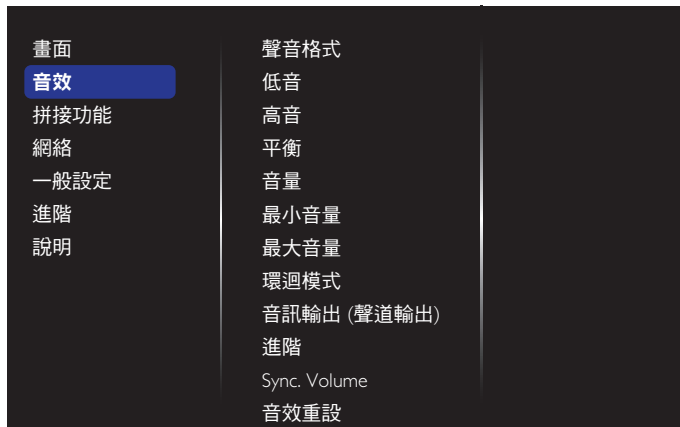 畫面
音效
拼接功能
網絡
一般設定
進階
說明
聲音格式
低音
高音
平衡
音量
最小音量
最大音量
環迴模式
音訊輸出 (聲道輸出)
進階
Sync. Volume
音效重設